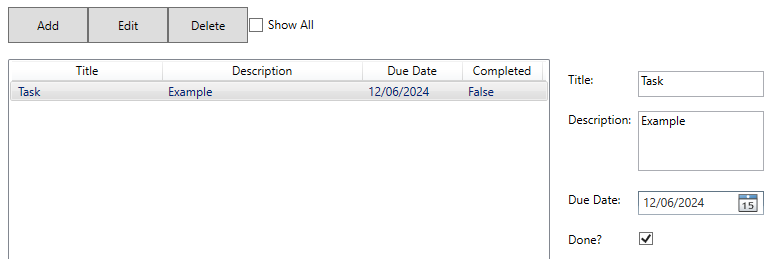 Add Edit Delete Show All
Title Description Due Date Completed
Task Example 12/06/2024 False
Title: Task
Description: Example
Due Date: 12/06/2024 15
Done?